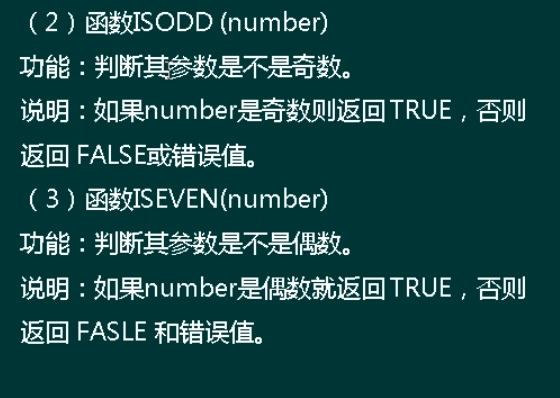 （2）函数ISODD (number)
功能：判断其参数是不是奇数。
说明：如果number是奇数则返回TRUE，否则
返回 FALSE或错误值。
（3）函数ISEVEN(number)
功能：判断其参数是不是偶数。
说明：如果number是偶数就返回TRUE，否则
返回 FASLE 和错误值。